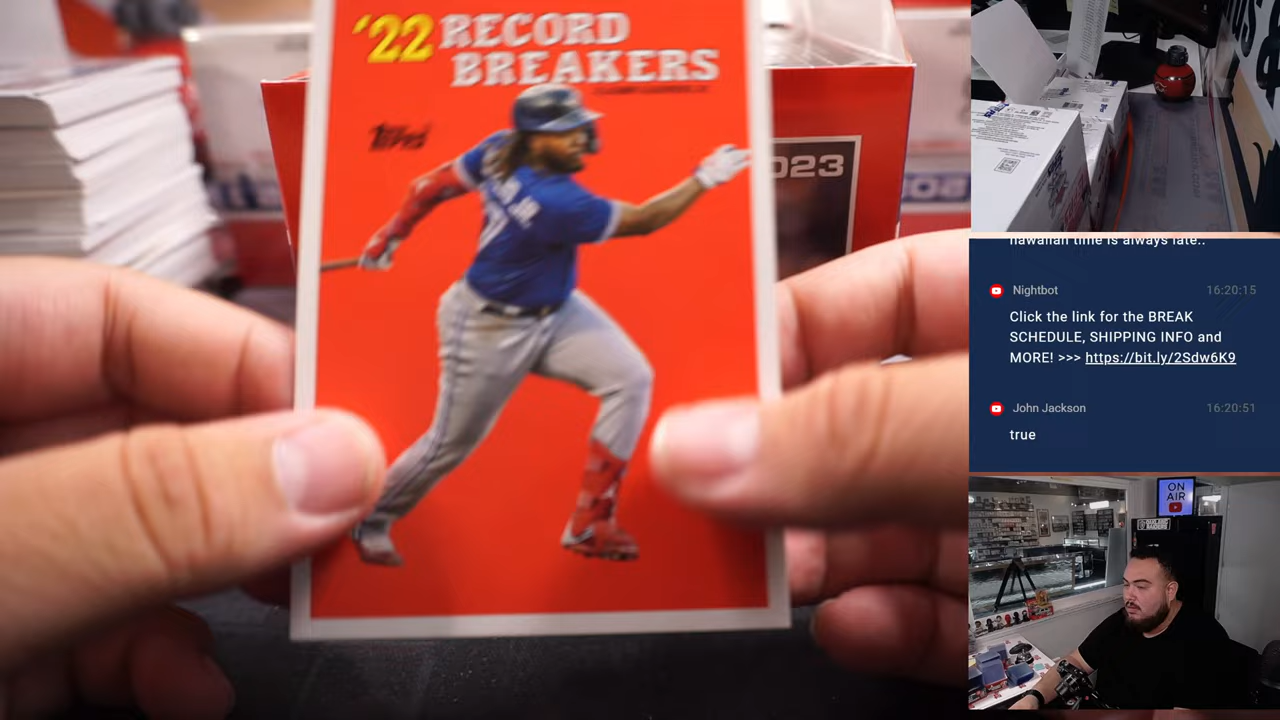 '22 RECORD
BREAKERS
Topps
2023
hawaiian time is always late..
Nightbot
16:20:15
Click the link for the BREAK
SCHEDULE, SHIPPING INFO and
MORE! >>> https://bit.ly/2Sdw6K9
John Jackson
16:20:51
true
ON
AIR